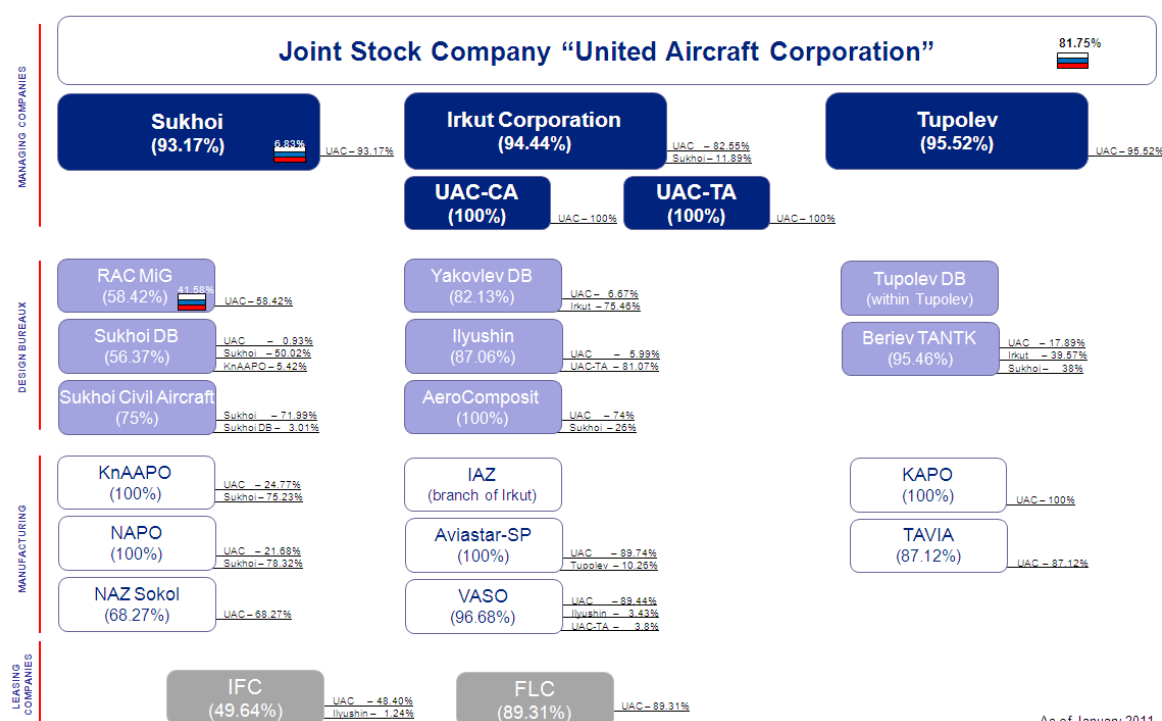 Joint Stock Company “United Aircraft Corporation”
81.75%
MANAGING COMPANIES
Sukhoi
(93.17%)
6.83%
UAC – 93.17%
Irkut Corporation
(94.44%)
UAC – 82.55%
Sukhoi – 11.89%
Tupolev
(95.52%)
UAC – 95.52%
UAC-CA
(100%)
UAC – 100%
UAC-TA
(100%)
UAC – 100%
DESIGN BUREAUX
RAC MiG
(58.42%)
41.58%
UAC – 58.42%
Yakovlev DB
(82.13%)
UAC – 6.67%
Irkut – 75.46%
Tupolev DB
(within Tupolev)
Sukhoi DB
(56.37%)
UAC – 0.93%
Sukhoi – 50.02%
KnAAPO – 5.42%
Ilyushin
(87.06%)
UAC – 5.99%
UAC-TA – 81.07%
Beriev TANTK
(95.46%)
UAC – 17.89%
Irkut – 39.57%
Sukhoi – 38%
Sukhoi Civil Aircraft
(75%)
Sukhoi – 71.99%
Sukhoi DB – 3.01%
AeroComposit
(100%)
UAC – 74%
Sukhoi – 26%
MANUFACTURING
KnAAPO
(100%)
UAC – 24.77%
Sukhoi – 75.23%
IAZ
(branch of Irkut)
KAPO
(100%)
UAC – 100%
NAPO
(100%)
UAC – 21.68%
Sukhoi – 78.32%
Aviastar-SP
(100%)
UAC – 89.74%
Tupolev – 10.26%
TAVIA
(87.12%)
UAC – 87.12%
NAZ Sokol
(68.27%)
UAC – 68.27%
VASO
(96.68%)
UAC – 89.44%
Ilyushin – 3.43%
UAC-TA – 3.8%
LEASING
COMPANIES
IFC
(49.64%)
UAC – 48.40%
Ilyushin – 1.24%
FLC
(89.31%)
UAC – 89.31%
As of January 2011